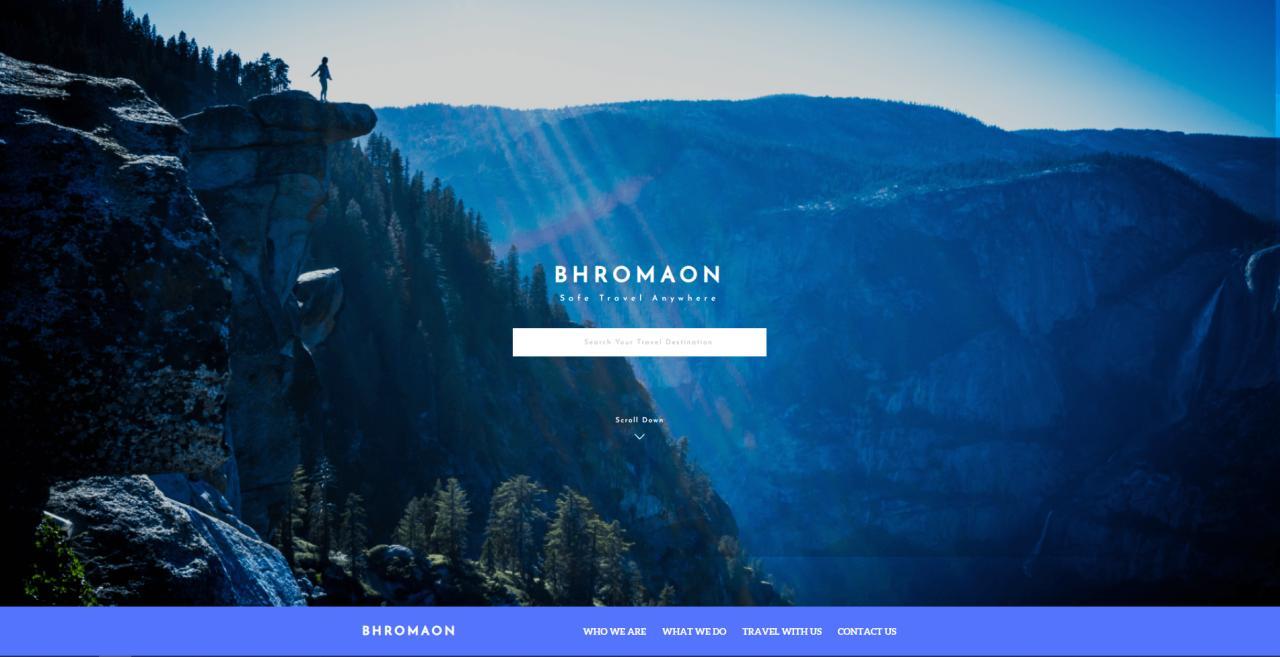 BHROMAON
Safe Travel Anywhere
Search Your Travel Destination
Scroll Down
BHROMAON WHO WE ARE WHAT WE DO TRAVEL WITH US CONTACT US